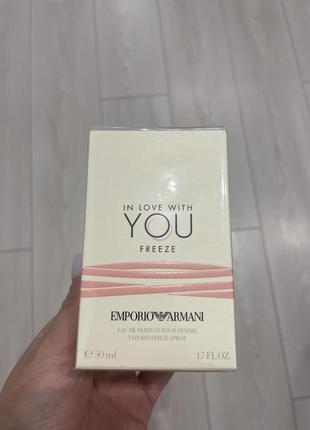 IN LOVE WITH
YOU
FREEZE
EMPORIO ARMANI
EAU DE PARFUM POUR FEMME
VAPORISATEUR SPRAY
℮ 50 ml 1.7 FL.OZ.